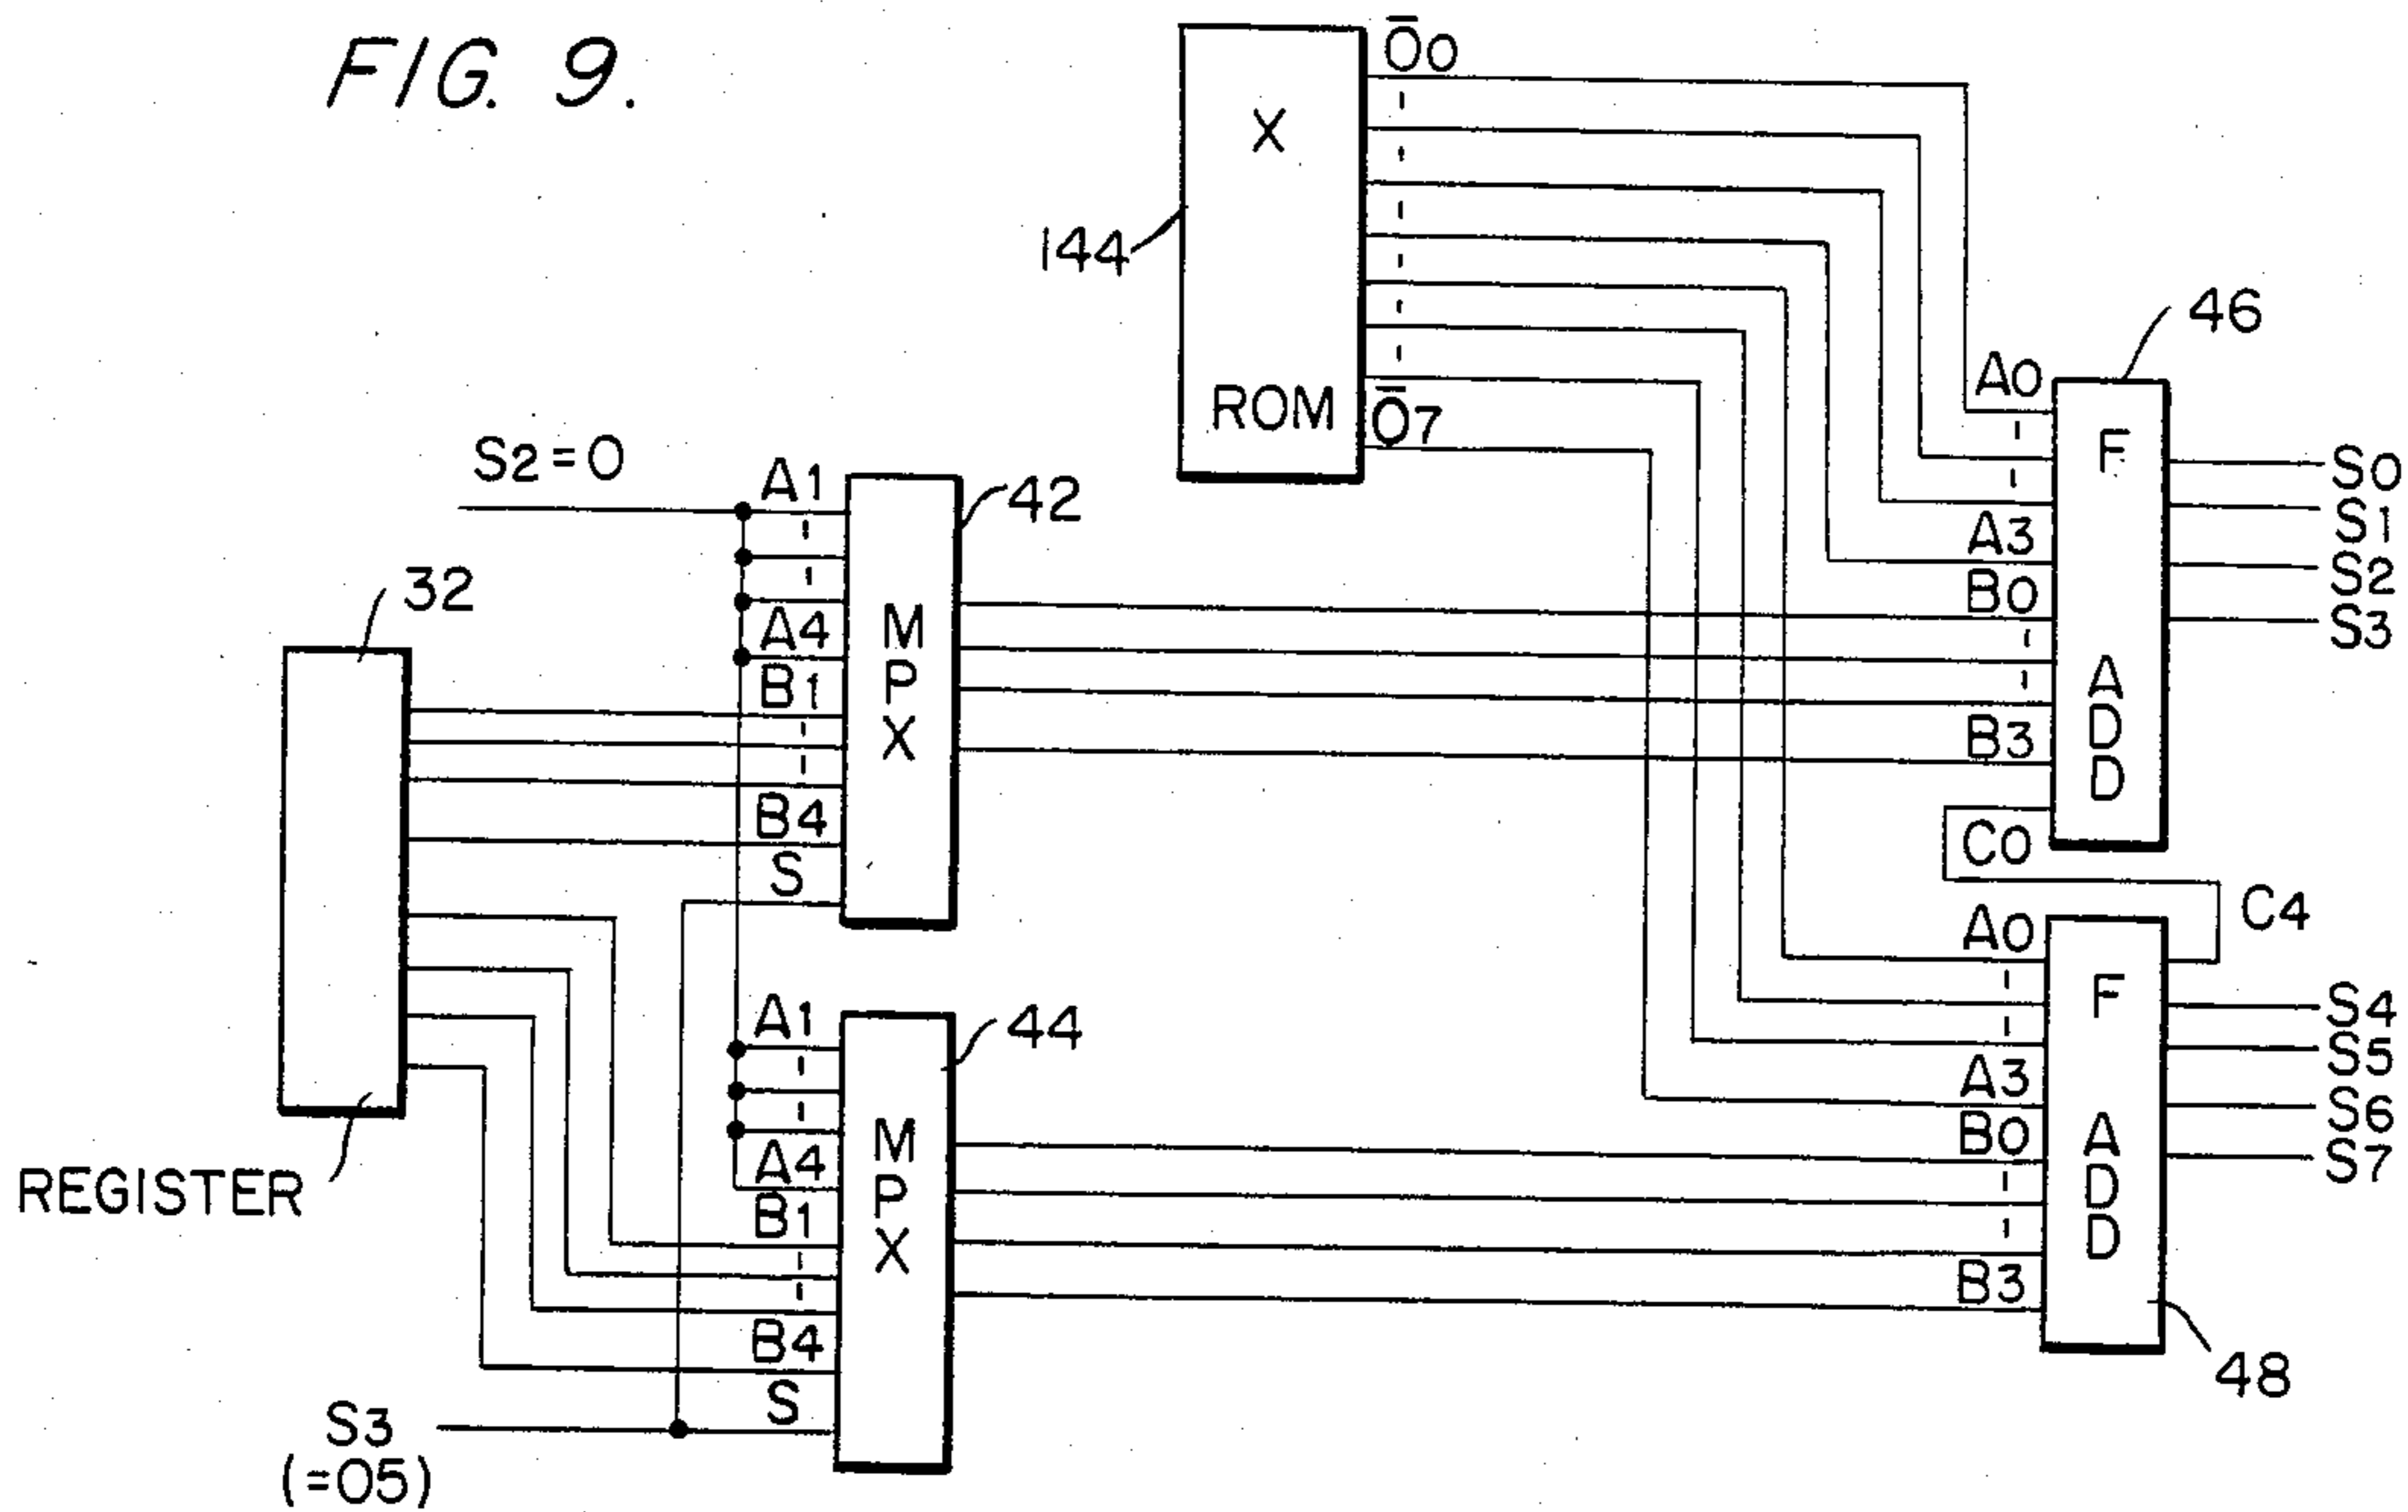 FIG. 9.
Ō0
X
144
ROM
Ō7
46
A0
F
S0
S1
A3
S2
B0
S3
A
D
B3
D
C0
C4
S2=0
A1
42
32
A4
M
B1
P
X
B4
S
A0
F
S4
S5
A3
S6
B0
A
S7
D
D
B3
48
A1
44
M
A4
P
B1
X
REGISTER
B4
S
S3
(=05)